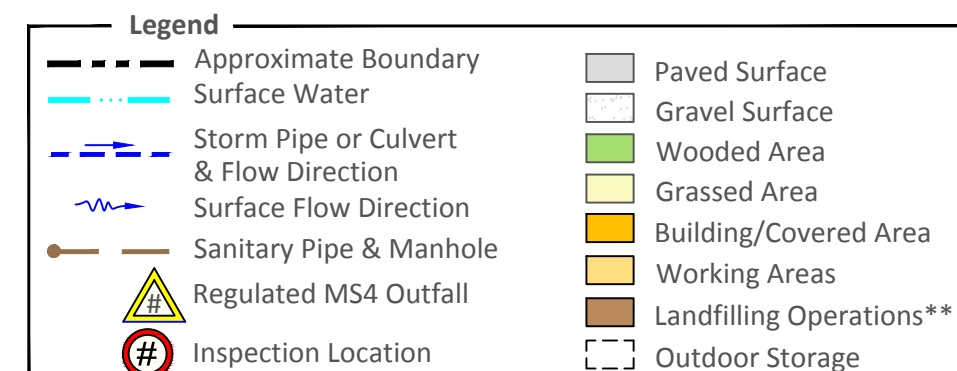 Legend
Approximate Boundary
Surface Water
Storm Pipe or Culvert
& Flow Direction
Surface Flow Direction
Sanitary Pipe & Manhole
# Regulated MS4 Outfall
# Inspection Location
Paved Surface
Gravel Surface
Wooded Area
Grassed Area
Building/Covered Area
Working Areas
Landfilling Operations**
Outdoor Storage